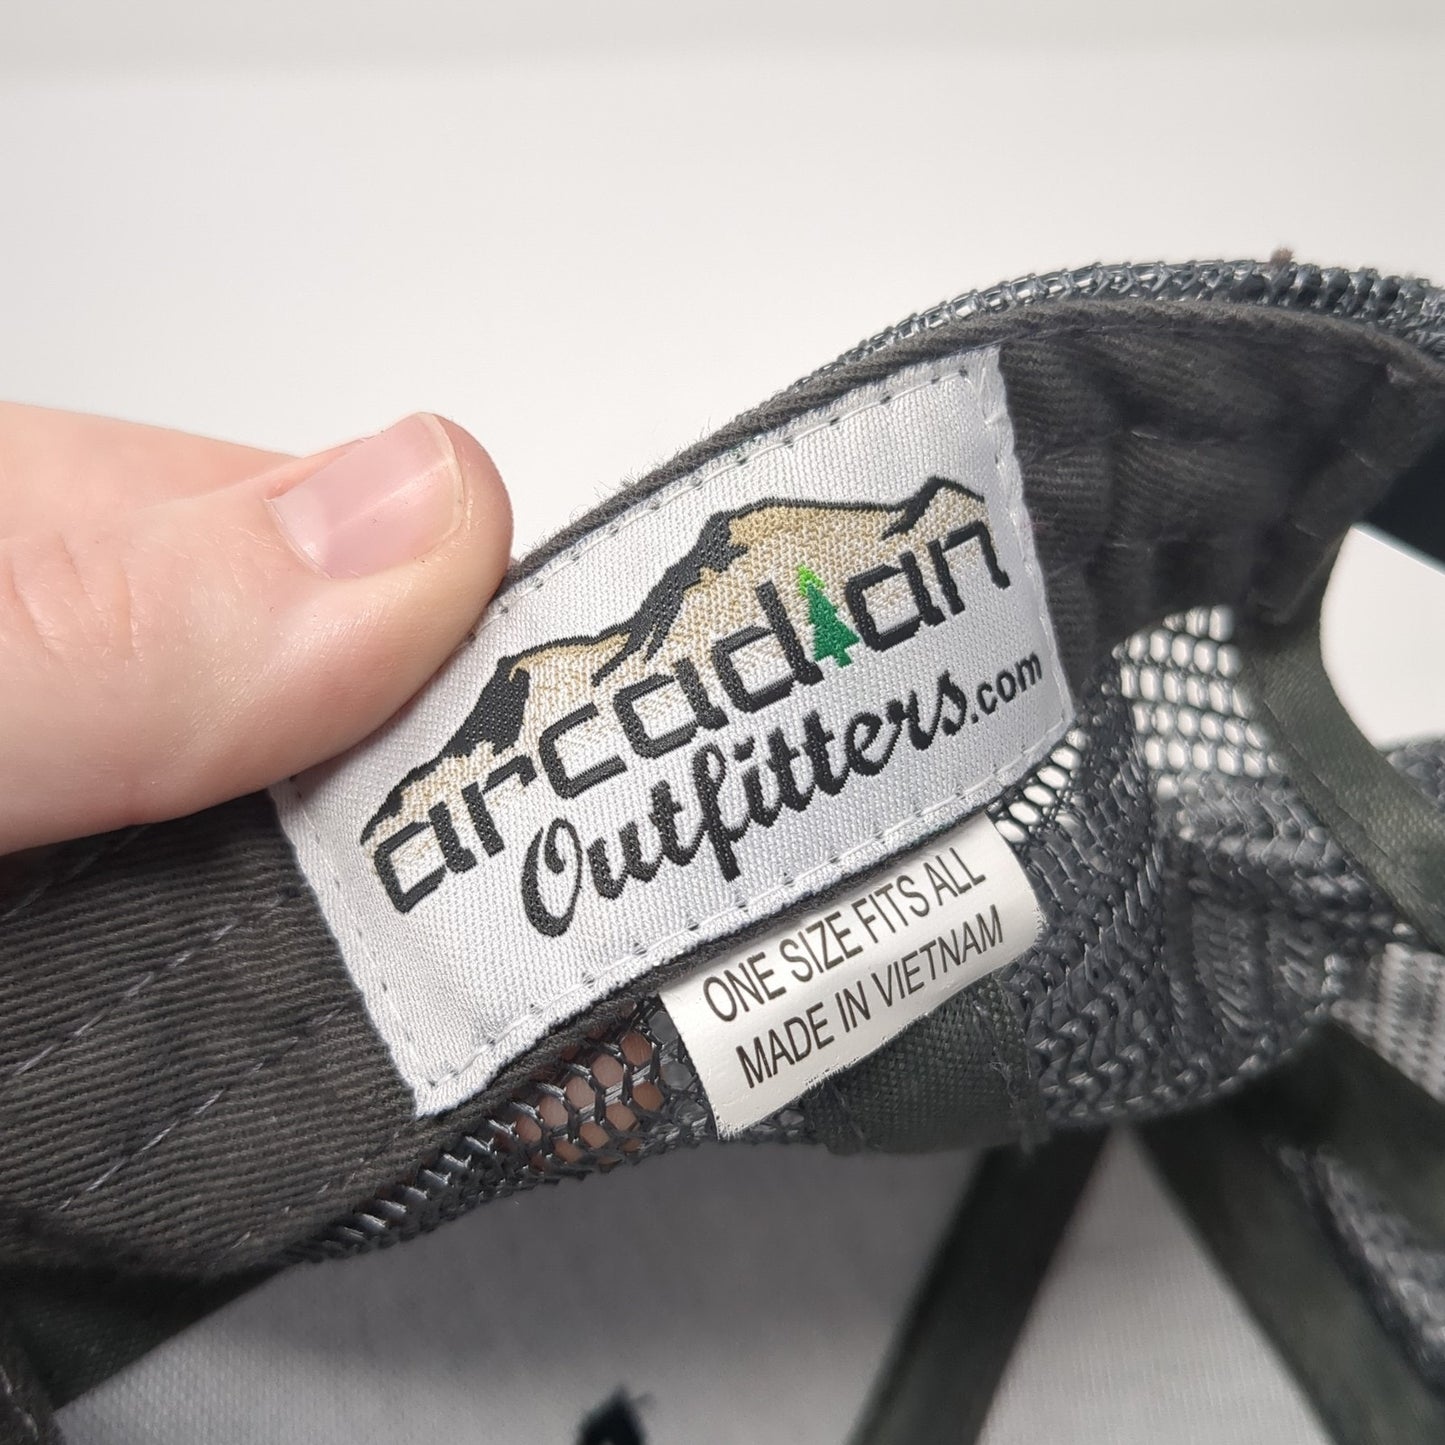 arcadian
Outfitters.com
ONE SIZE FITS ALL
MADE IN VIETNAM